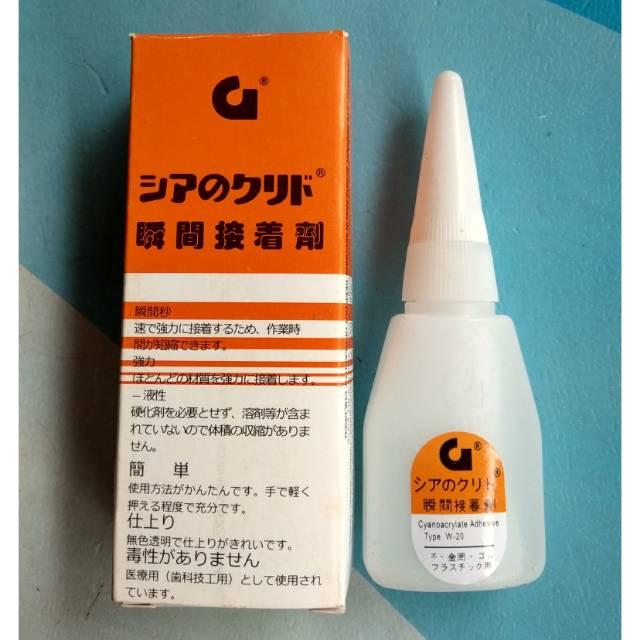 シアのクリド®
瞬間接着剤
瞬間秒
速で強力に接着するため、作業時
間が短縮できます。
強力
ほとんどの材質を強力に接着します。
一液性
硬化剤を必要とせず、溶剤等が含ま
れていないので体積の収縮がありま
せん。
簡 単
使用方法がかんたんです。手で軽く
押える程度で充分です。
仕上り
無色透明で仕上りがきれいです。
毒性がありません
医療用（歯科技工用）として使用され
ています。
シアのクリド®
瞬間接着剤
Cyanoacrylate Adhesive
Type W-20
フラスチック用